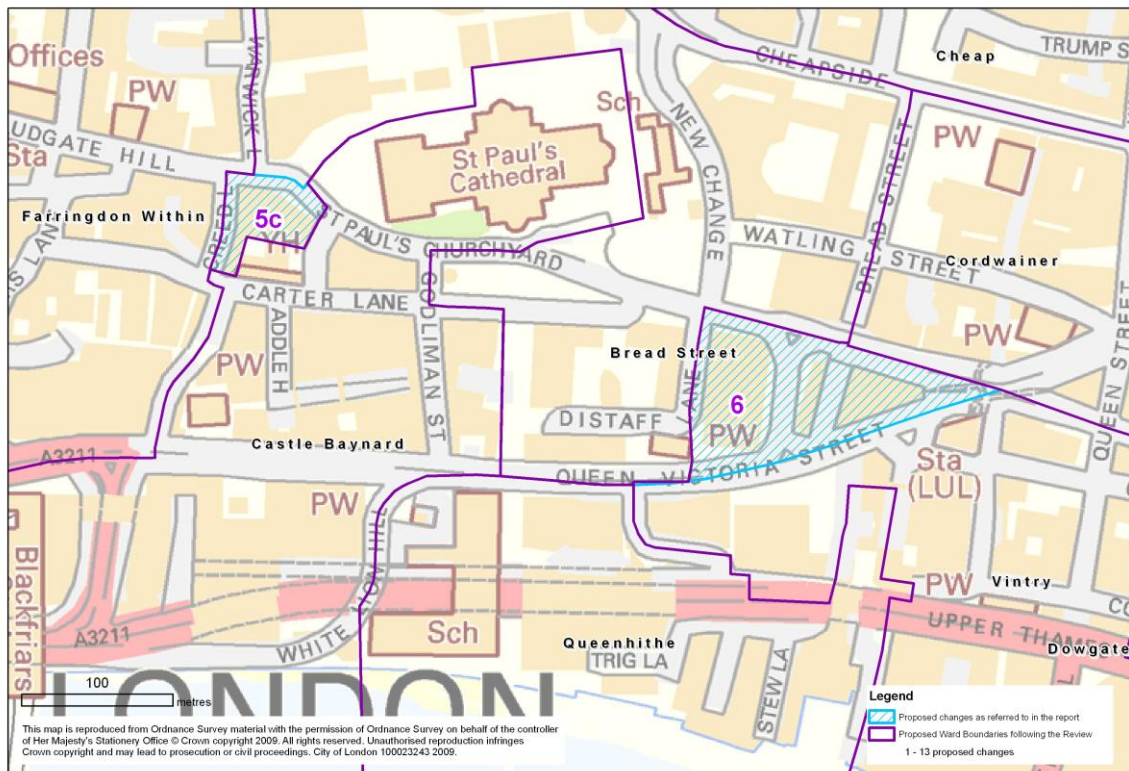 Offices
PW
WARWICK L
UDGATE HILL
Sta
Farringdon Within
CREED L
5c
YH
St Paul's
Cathedral
Sch
ST PAUL'S CHURCHYARD
NEW CHANGE
CHEAPSIDE
Cheap
TRUMP S
BREAD STREET
PW
WATLING STREET
Cordwainer
PW
QUEEN STREET
CARTER LANE
ADDLE H
GODLIMAN ST
PW
Bread Street
LANE
DISTAFF
6
PW
Castle Baynard
A3211
QUEEN VICTORIA STREET
Sta
(LUL)
QUEEN ST
PW
Blackfriars
A3211
WHITE LION HILL
Sch
Queenhithe
TRIG LA
STEW LA
PW
Vintry
UPPER THAMES
Dowgate
LONDON
100
metres
This map is reproduced from Ordnance Survey material with the permission of Ordnance Survey on behalf of the controller
of Her Majesty's Stationery Office © Crown copyright 2009. All rights reserved. Unauthorised reproduction infringes
Crown copyright and may lead to prosecution or civil proceedings. City of London 100023243 2009.
Legend
Proposed changes as referred to in the report
Proposed Ward Boundaries following the Review
1 - 13 proposed changes